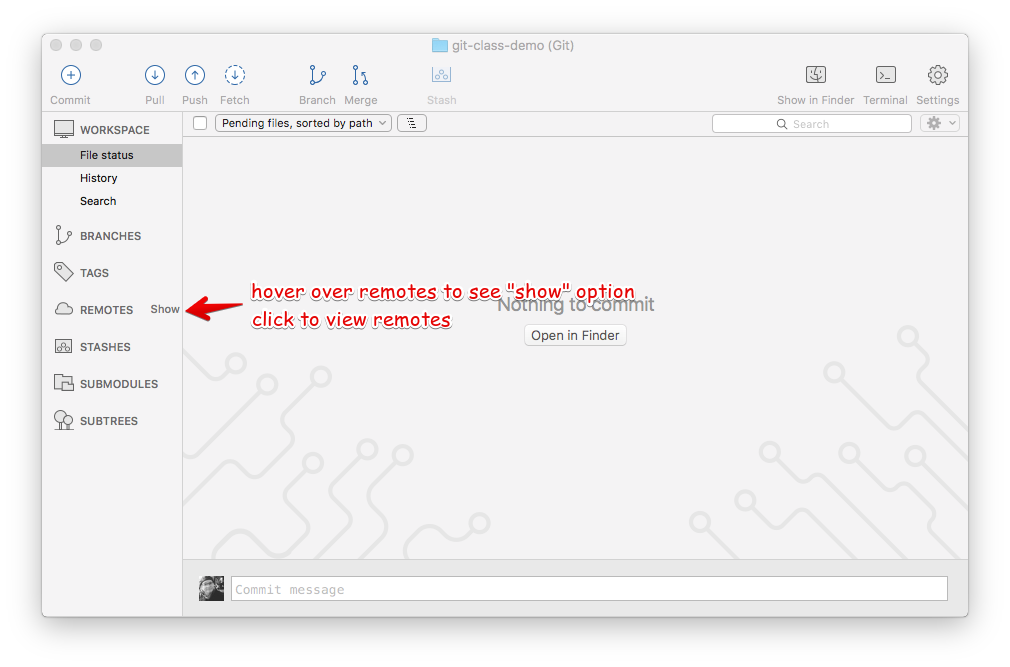 git-class-demo (Git)
Commit Pull Push Fetch Branch Merge Stash Show in Finder Terminal Settings
WORKSPACE
Pending files, sorted by path
Search
File status
History
Search
BRANCHES
TAGS
REMOTES Show
hover over remotes to see "show" option
click to view remotes
Nothing to commit
Open in Finder
STASHES
SUBMODULES
SUBTREES
Commit message